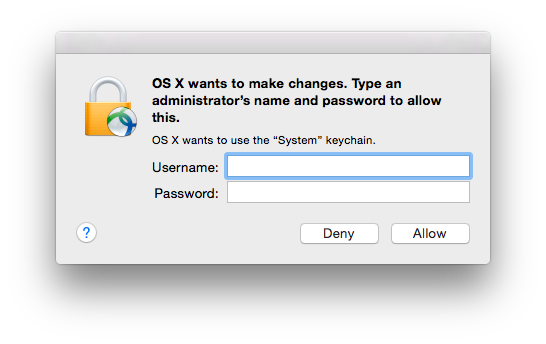 OS X wants to make changes. Type an
administrator's name and password to allow
this.
OS X wants to use the “System” keychain.
Username:
Password:
?
Deny
Allow